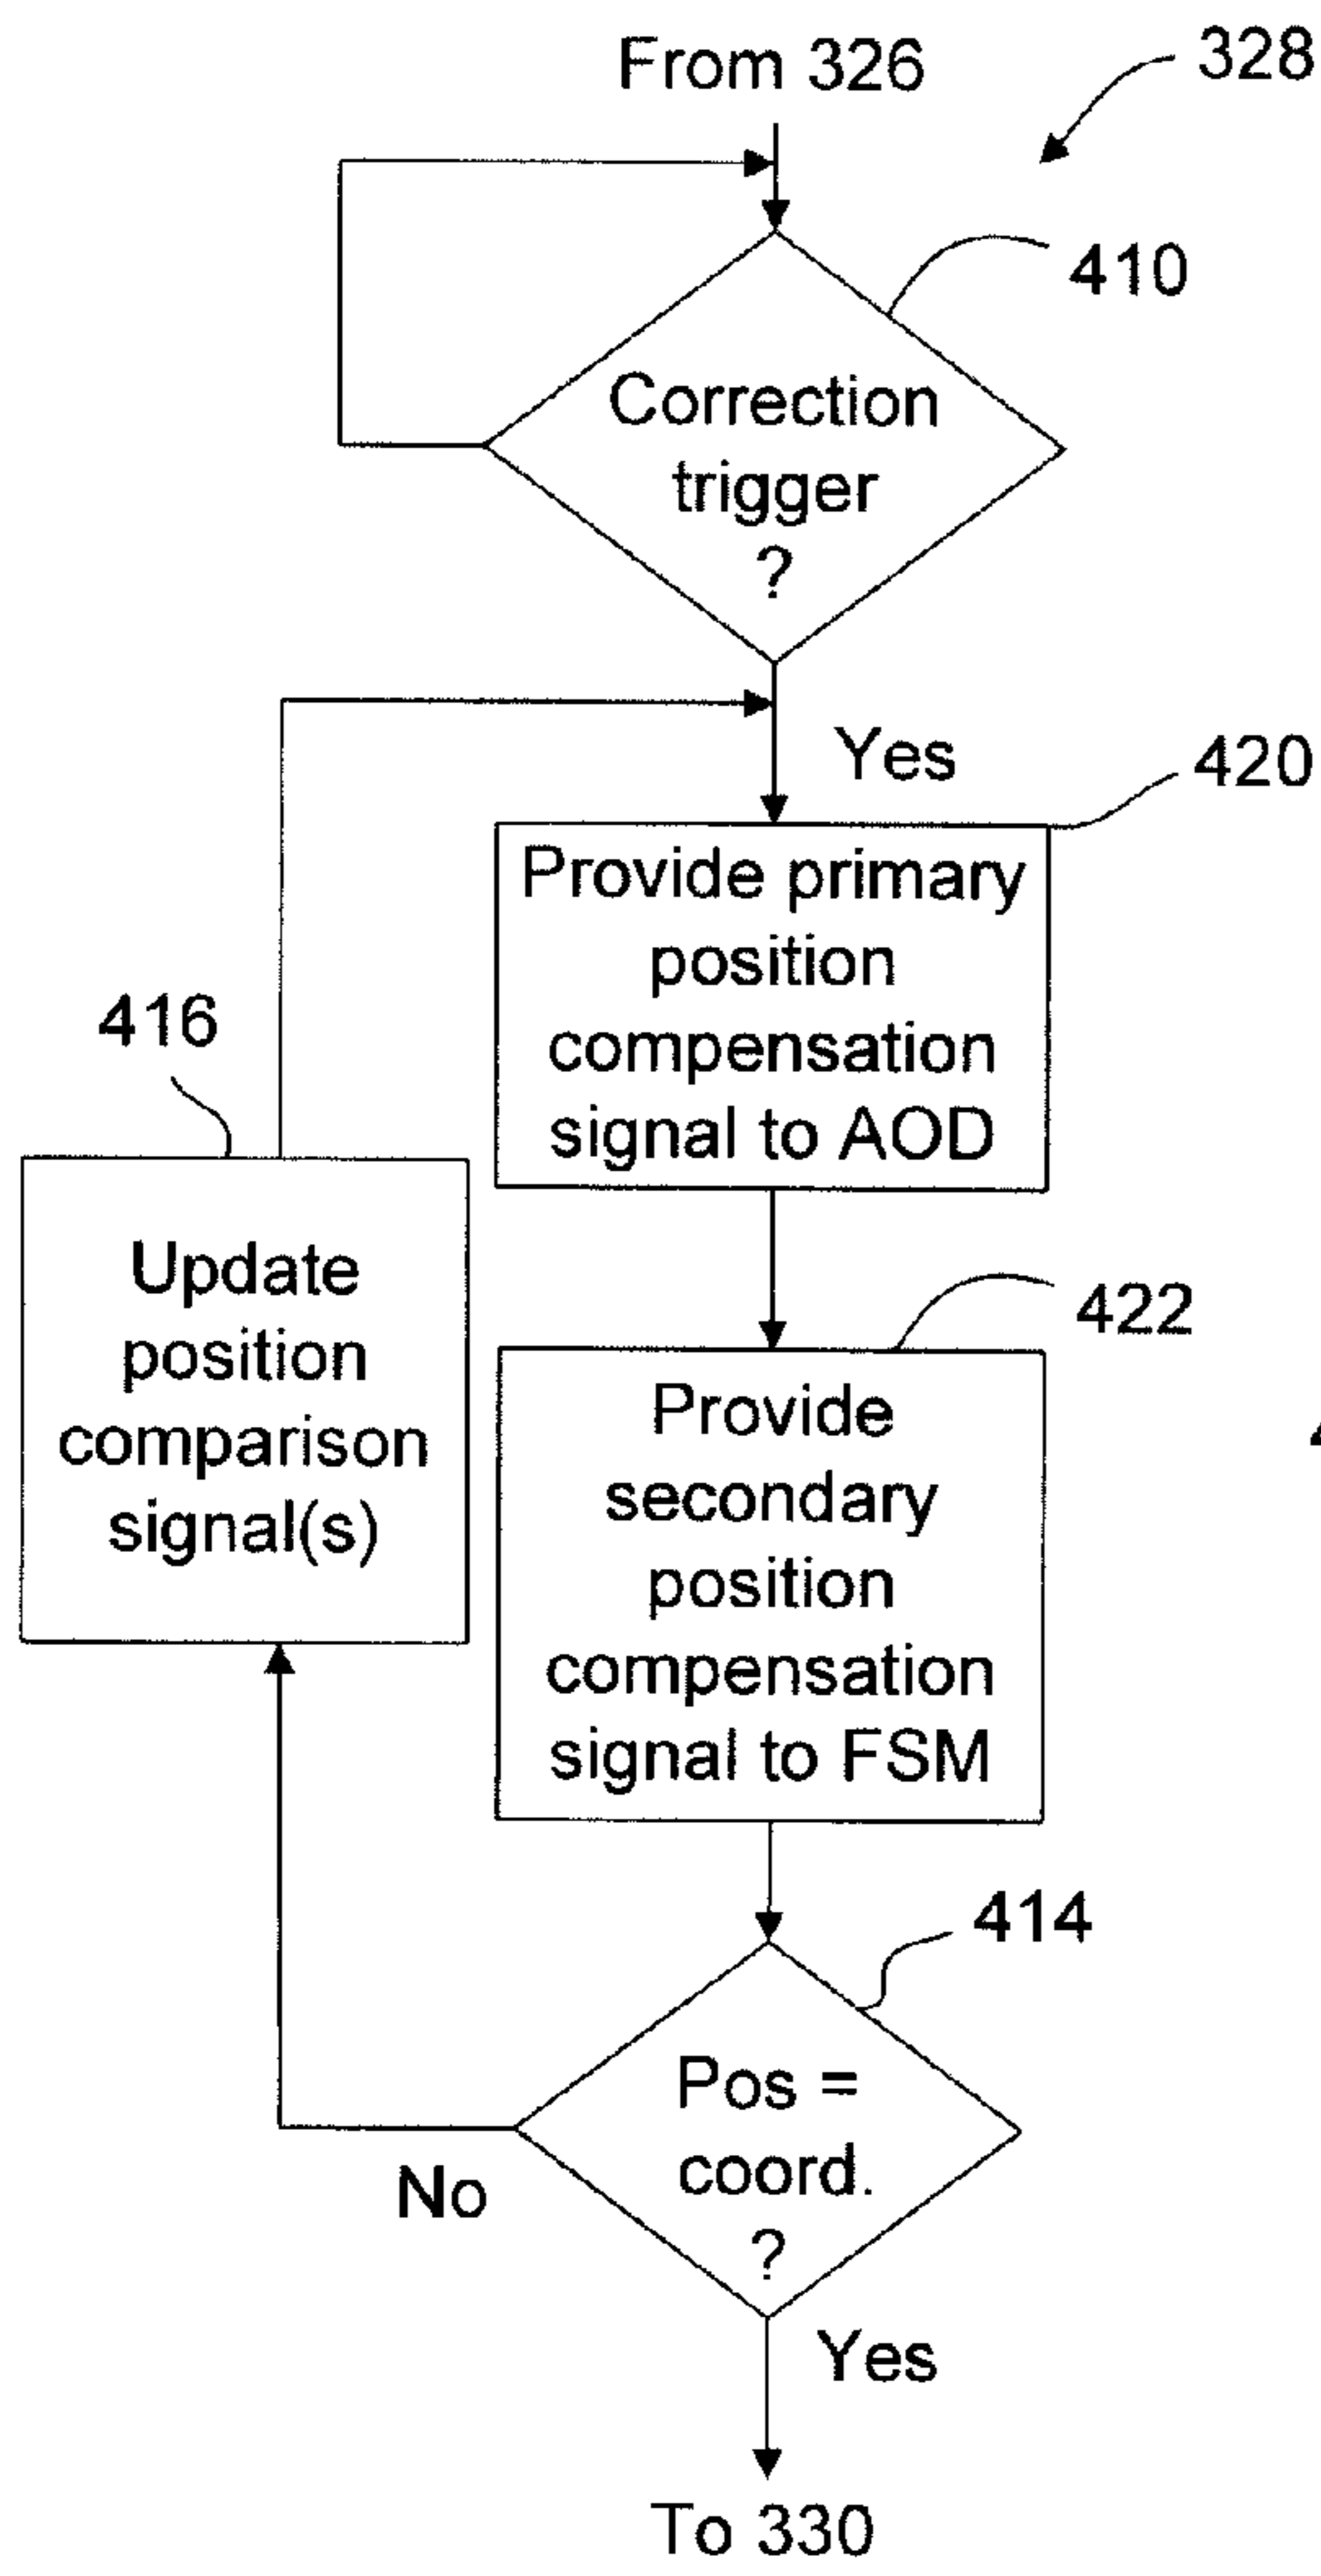 From 326
328
410
Correction
trigger
?
Yes
420
Provide primary
position
compensation
signal to AOD
416
Update
position
comparison
signal(s)
422
Provide
secondary
position
compensation
signal to FSM
414
Pos =
coord.
?
No
Yes
To 330